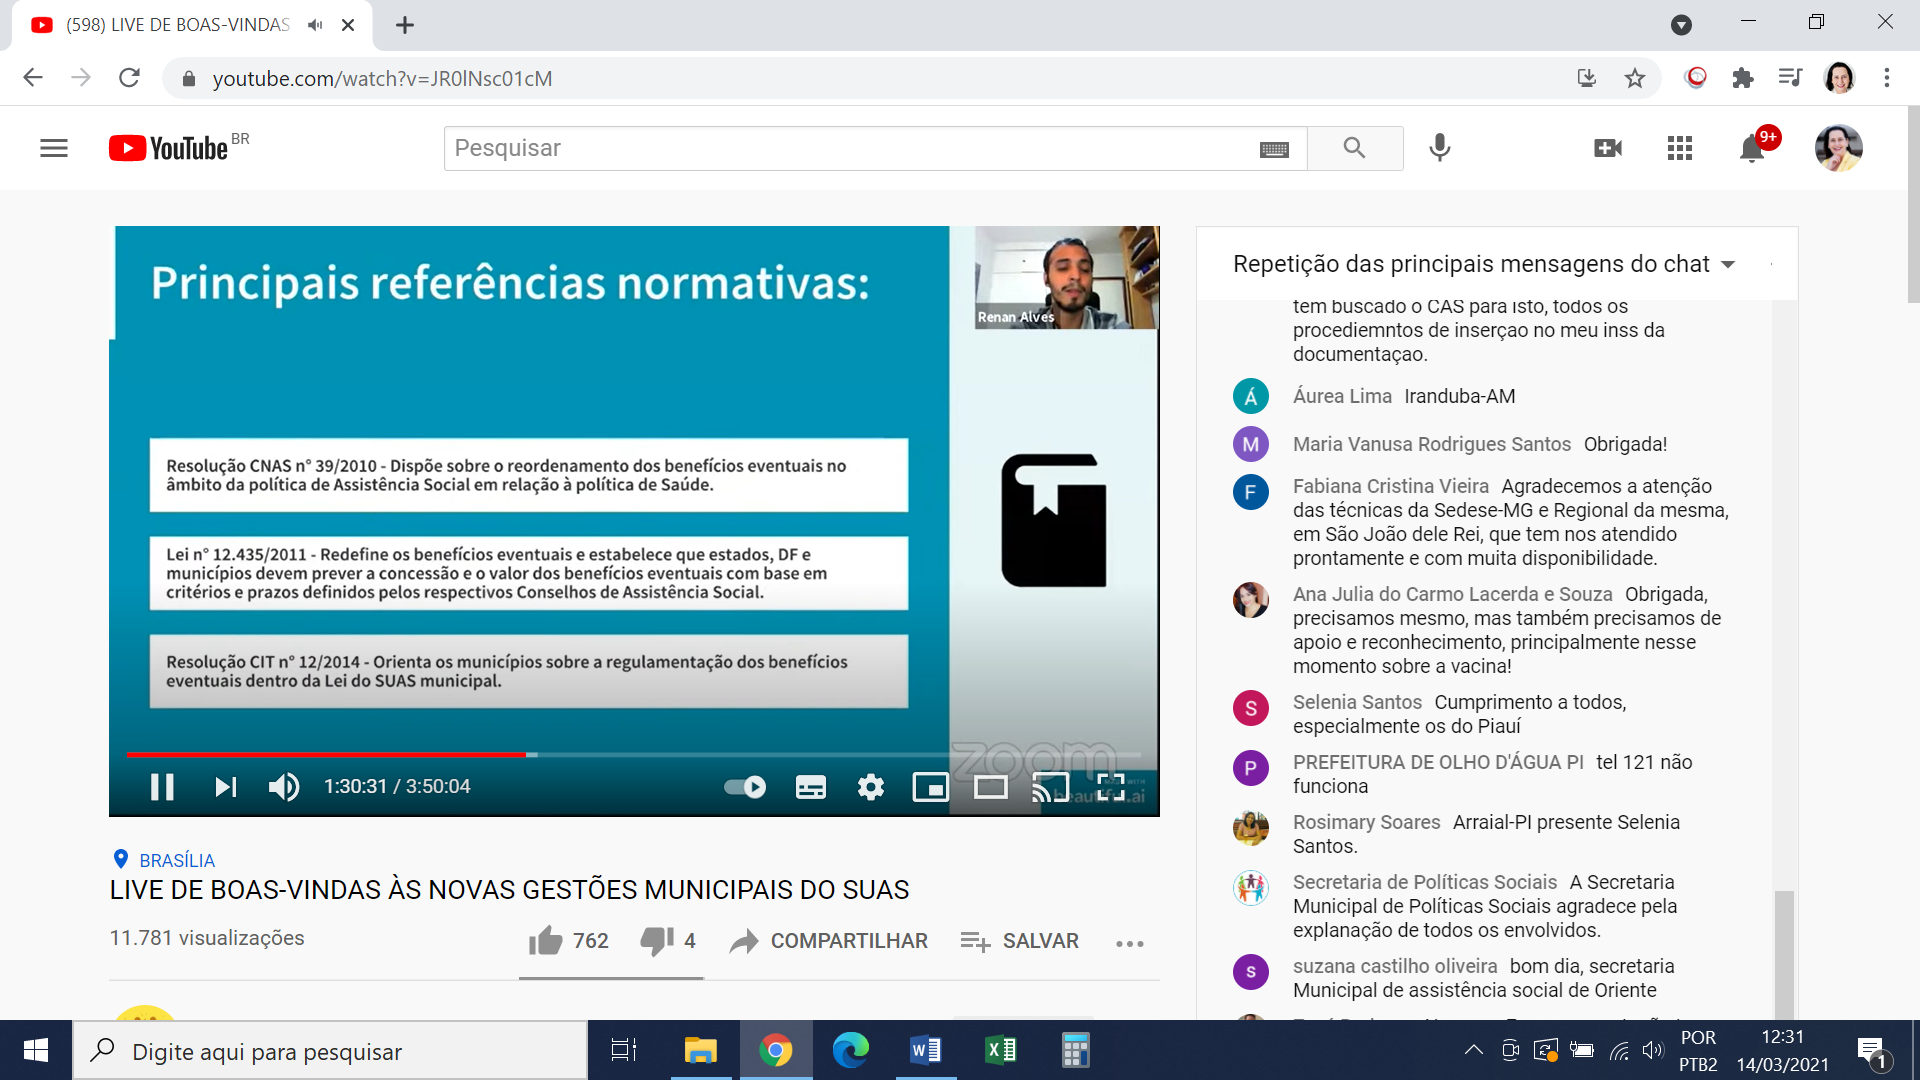 (598) LIVE DE BOAS-VINDAS
youtube.com/watch?v=JR0lNsc01cM
YouTube BR
Pesquisar
9+
Principais referências normativas:
Renan Alves
Resolução CNAS n° 39/2010 - Dispõe sobre o reordenamento dos benefícios eventuais no
âmbito da política de Assistência Social em relação à política de Saúde.
Lei n° 12.435/2011 - Redefine os benefícios eventuais e estabelece que estados, DF e
municípios devem prever a concessão e o valor dos benefícios eventuais com base em
critérios e prazos definidos pelos respectivos Conselhos de Assistência Social.
Resolução CIT n° 12/2014 - Orienta os municípios sobre a regulamentação dos benefícios
eventuais dentro da Lei do SUAS municipal.
zoom
1:30:31 / 3:50:04
beautiful.ai
BRASÍLIA
LIVE DE BOAS-VINDAS ÀS NOVAS GESTÕES MUNICIPAIS DO SUAS
11.781 visualizações
762
4
COMPARTILHAR
SALVAR
Repetição das principais mensagens do chat
tem buscado o CAS para isto, todos os
procediemntos de inserçao no meu inss da
documentaçao.
Á Áurea Lima Iranduba-AM
M Maria Vanusa Rodrigues Santos Obrigada!
F Fabiana Cristina Vieira Agradecemos a atenção
das técnicas da Sedese-MG e Regional da mesma,
em São João dele Rei, que tem nos atendido
prontamente e com muita disponibilidade.
Ana Julia do Carmo Lacerda e Souza Obrigada,
precisamos mesmo, mas também precisamos de
apoio e reconhecimento, principalmente nesse
momento sobre a vacina!
S Selenia Santos Cumprimento a todos,
especialmente os do Piauí
P PREFEITURA DE OLHO D'ÁGUA PI tel 121 não
funciona
Rosimary Soares Arraial-PI presente Selenia
Santos.
Secretaria de Políticas Sociais A Secretaria
Municipal de Políticas Sociais agradece pela
explanação de todos os envolvidos.
s suzana castilho oliveira bom dia, secretaria
Municipal de assistência social de Oriente
Digite aqui para pesquisar
POR
PTB2
12:31
14/03/2021
1